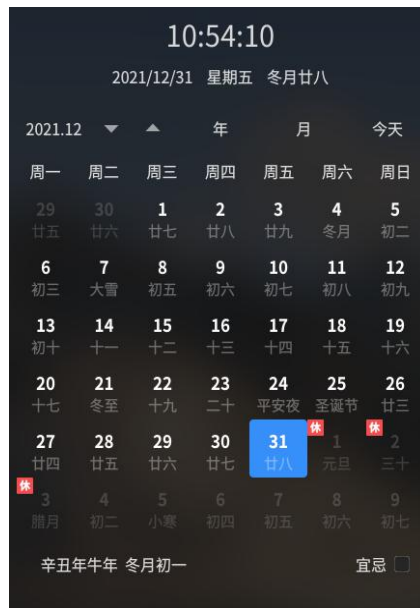 10:54:10
2021/12/31 星期五 冬月廿八
2021.12 年 月 今天
周一 周二 周三 周四 周五 周六 周日
29 30 1 2 3 4 5
廿五 廿六 廿七 廿八 廿九 冬月 初二
6 7 8 9 10 11 12
初三 大雪 初五 初六 初七 初八 初九
13 14 15 16 17 18 19
初十 十一 十二 十三 十四 十五 十六
20 21 22 23 24 25 26
十七 冬至 十九 二十 平安夜 圣诞节 廿三
休 休
27 28 29 30 31 1 2
廿四 廿五 廿六 廿七 廿八 元旦 三十
休
3 4 5 6 7 8 9
腊月 初二 小寒 初四 初五 初六 初七
辛丑年牛年 冬月初一 宜忌